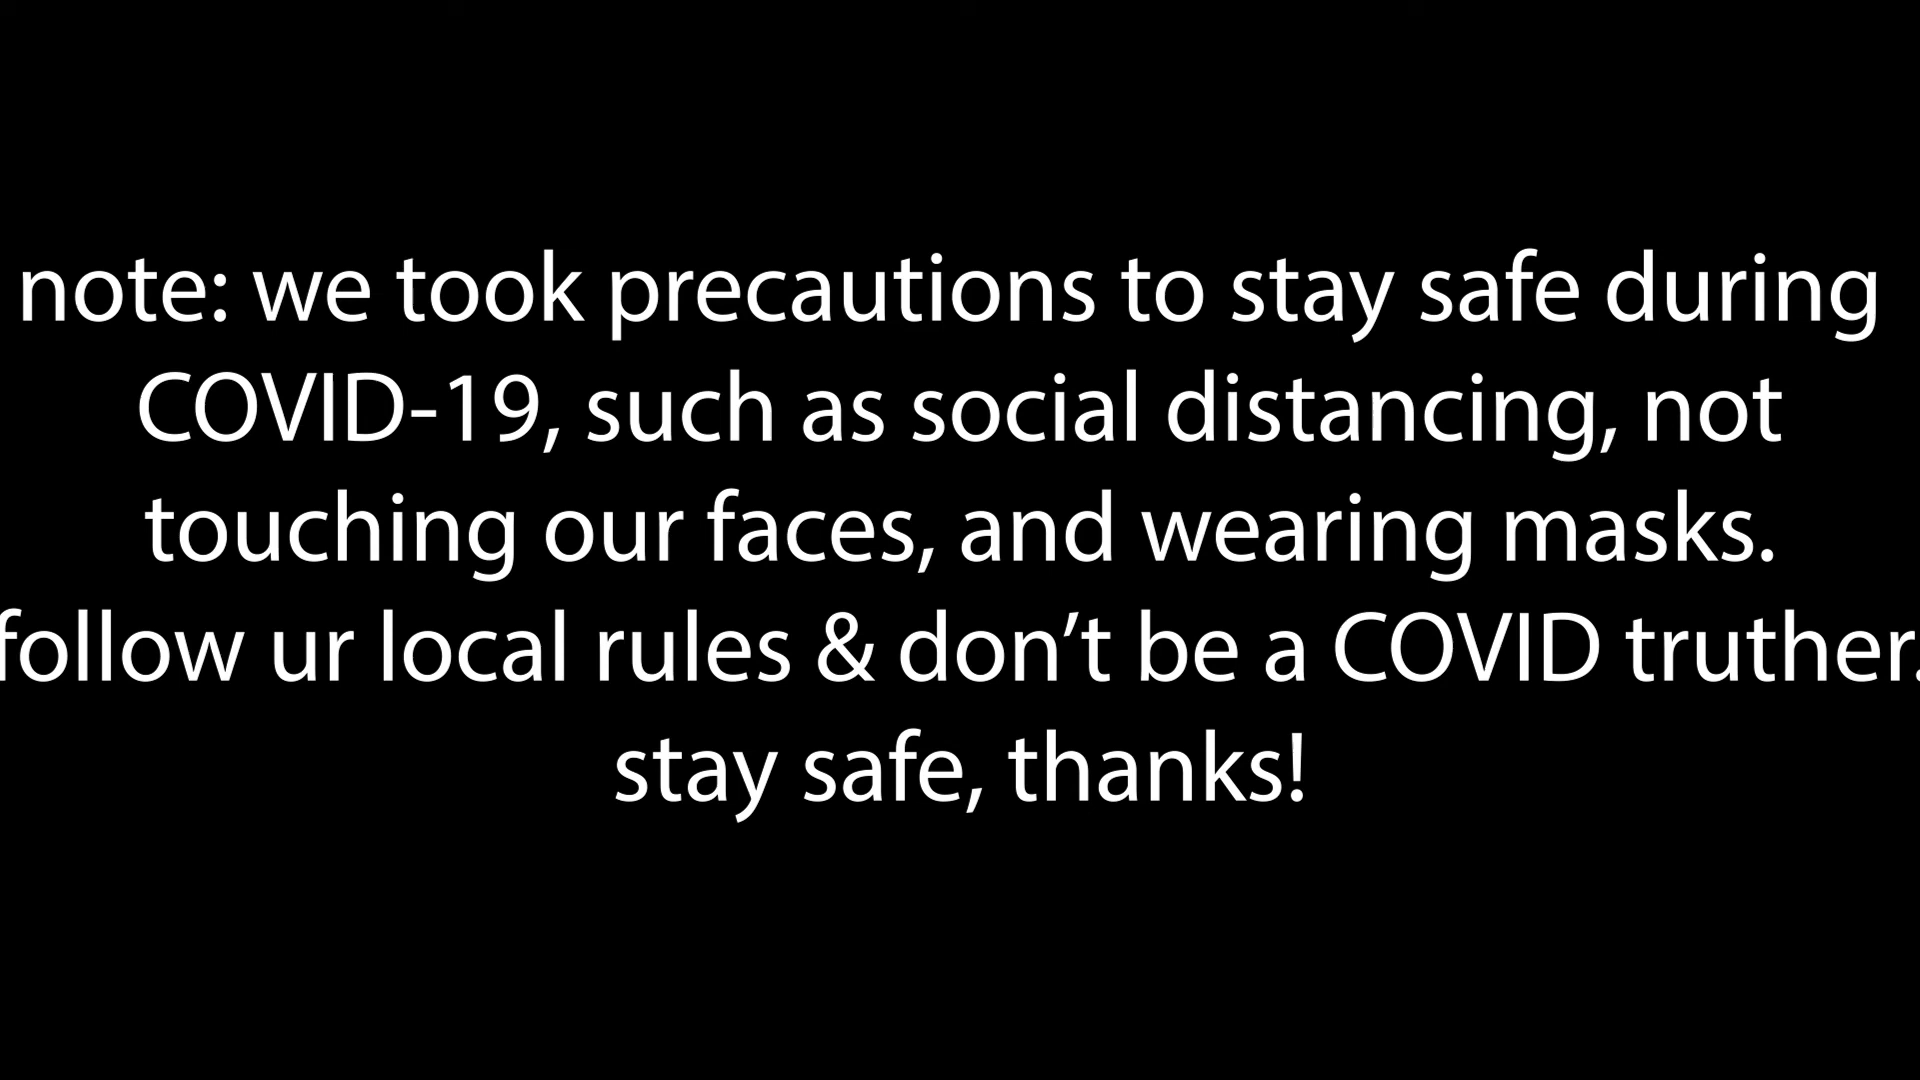 note: we took precautions to stay safe during
COVID-19, such as social distancing, not
touching our faces, and wearing masks.
follow ur local rules & don’t be a COVID truther.
stay safe, thanks!